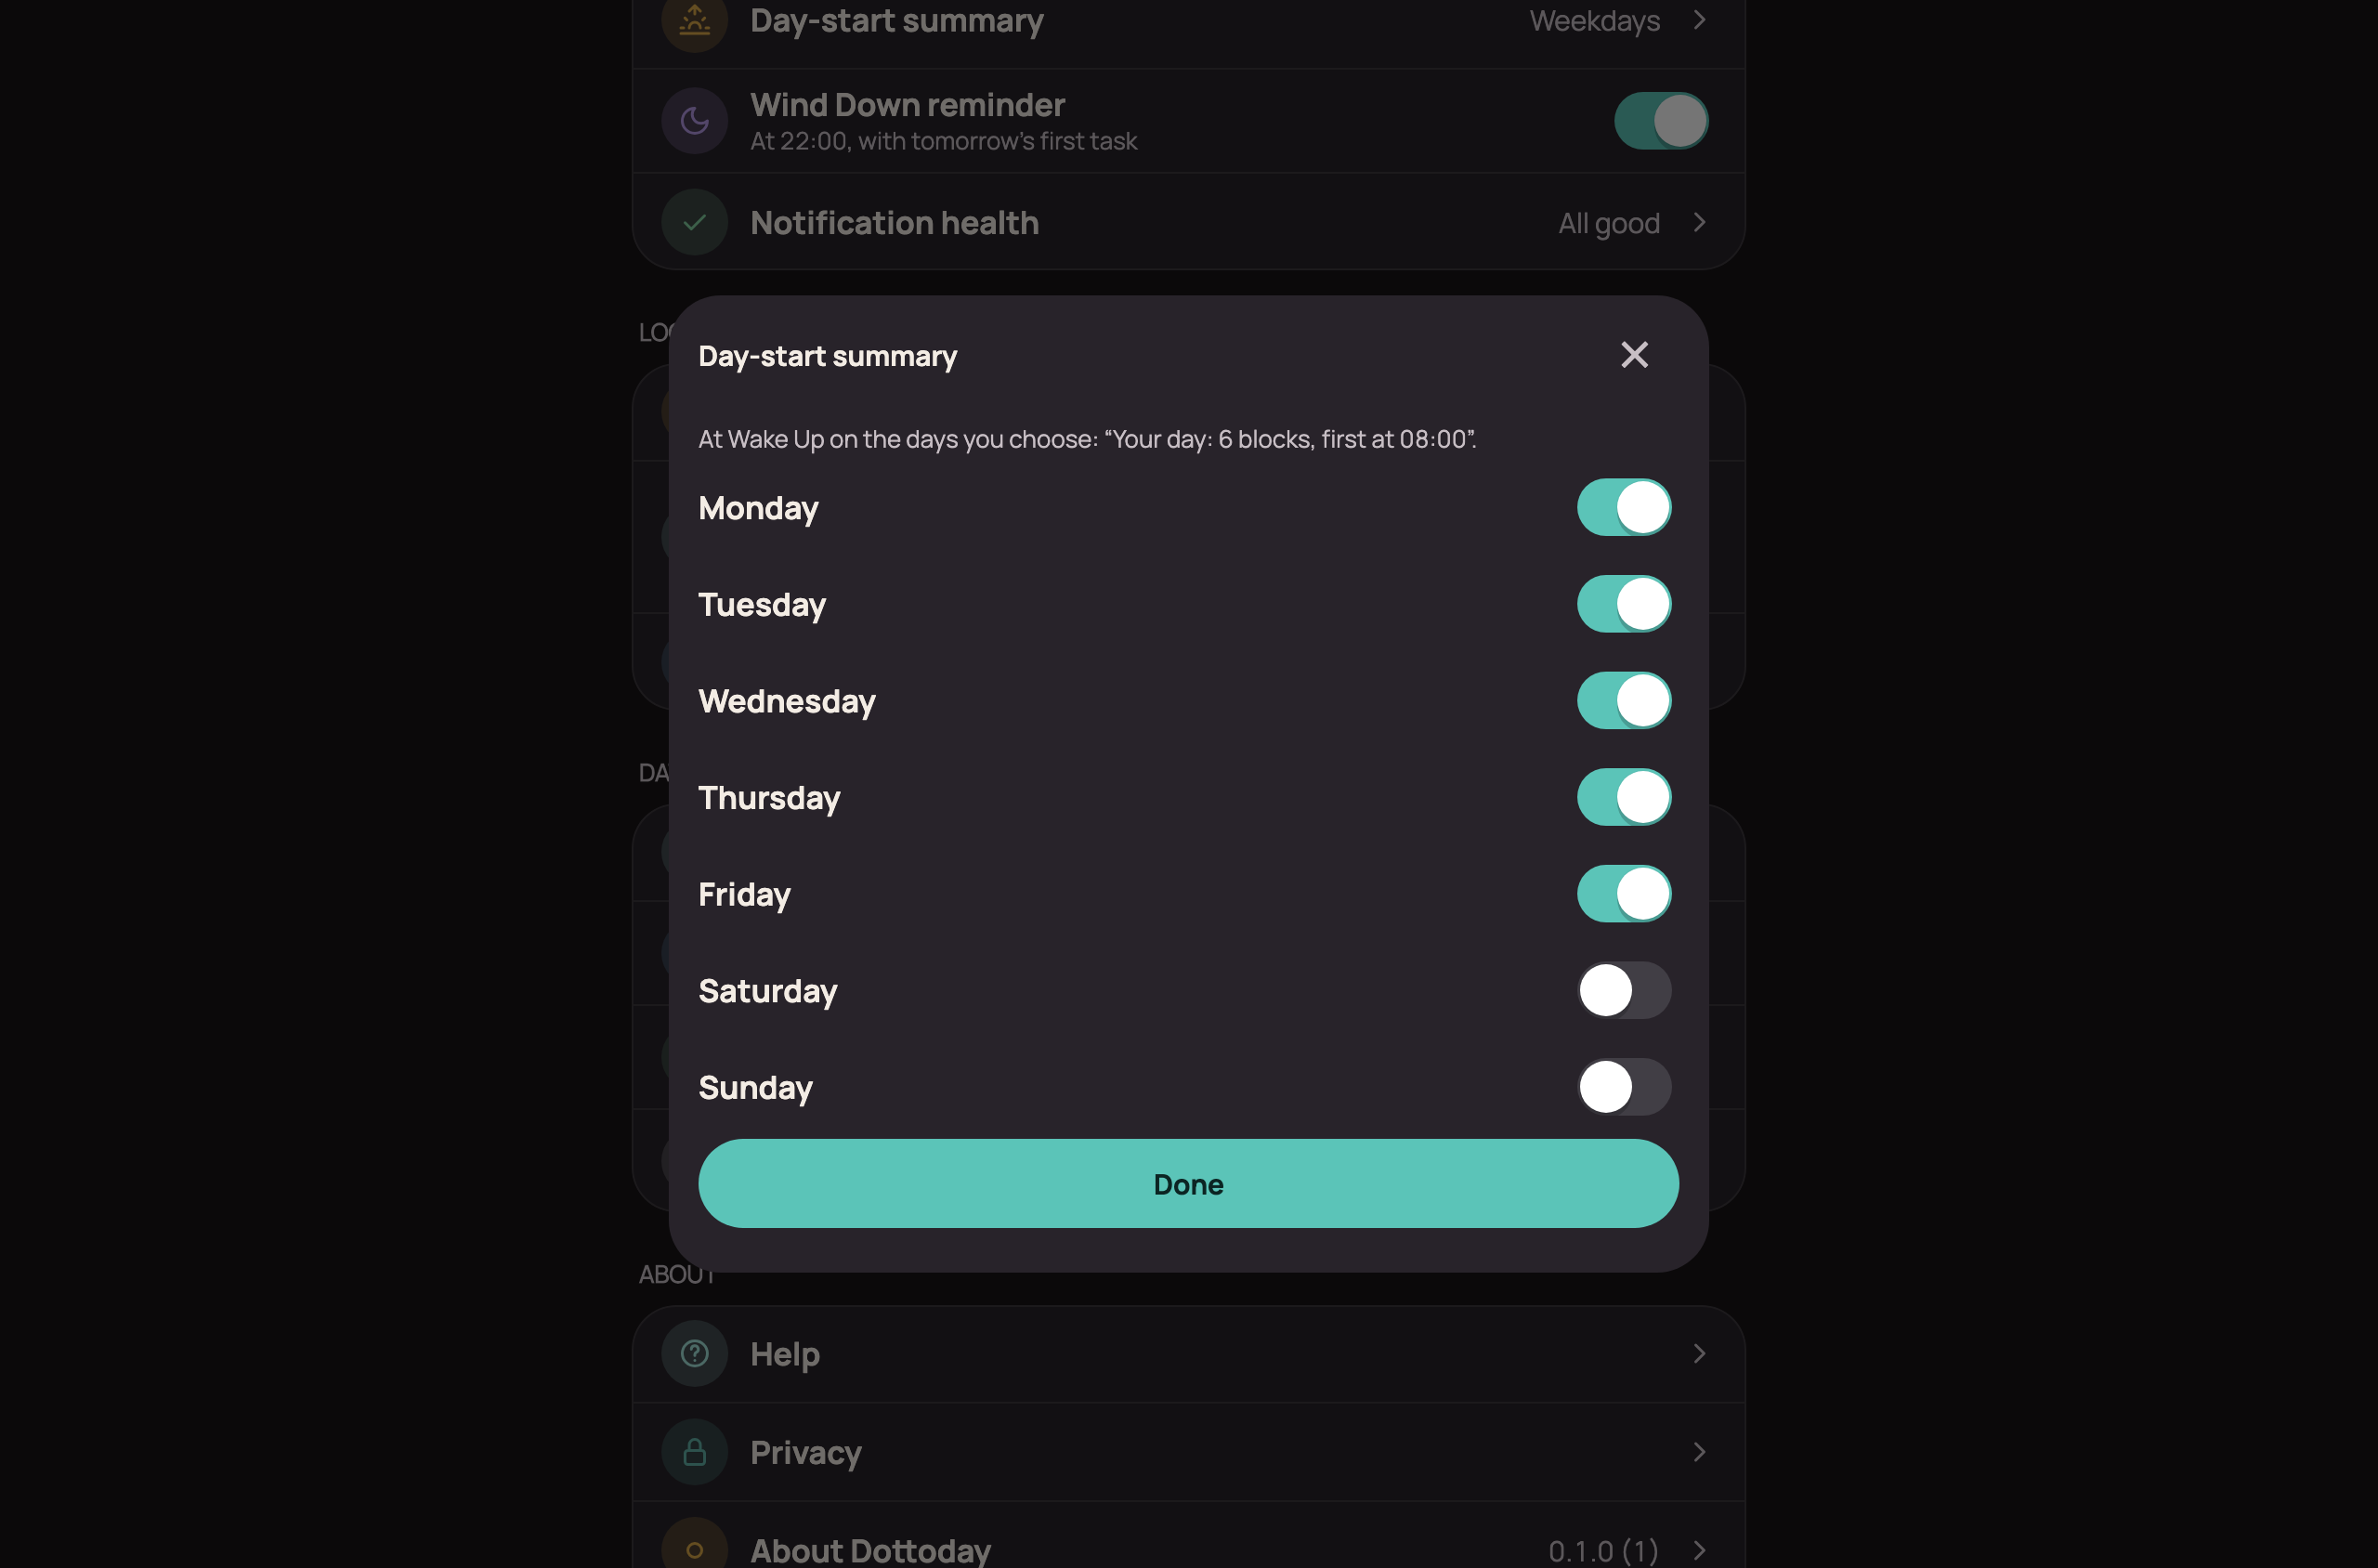 Day-start summary
Weekdays
Wind Down reminder
At 22:00, with tomorrow’s first task
Notification health
All good
Day-start summary
At Wake Up on the days you choose: “Your day: 6 blocks, first at 08:00”.
Monday
Tuesday
Wednesday
Thursday
Friday
Saturday
Sunday
Done
ABOUT
Help
Privacy
About Dottoday
0.1.0 (1)